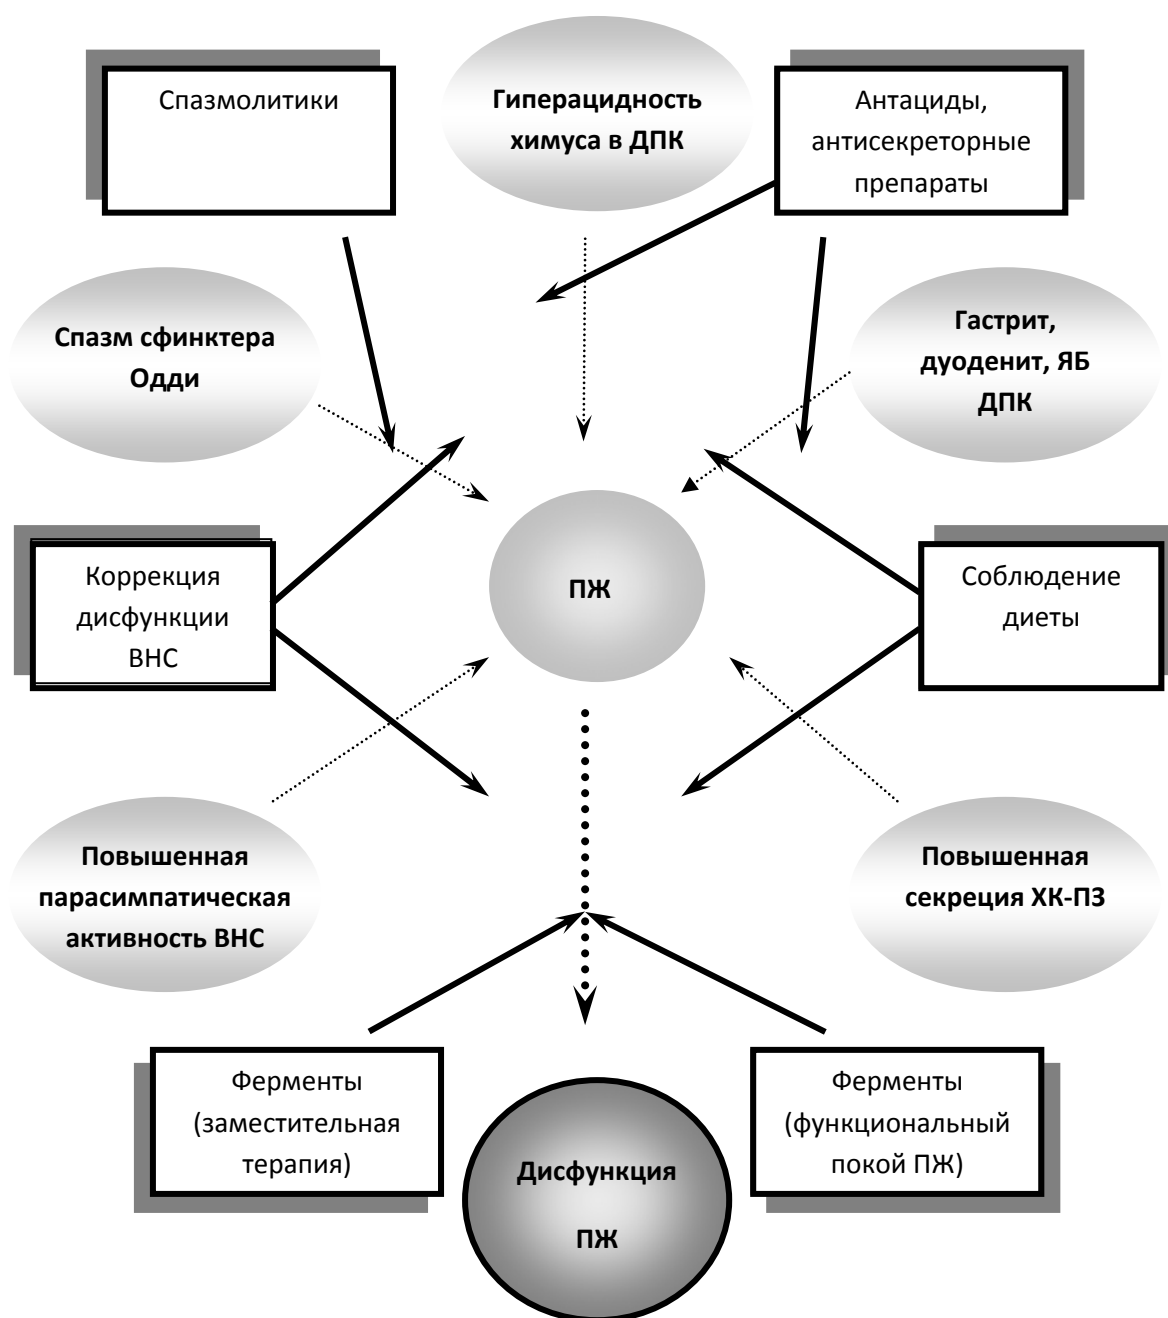 Спазмолитики
Гиперацидность
химуса в ДПК
Антациды,
антисекреторные
препараты
Спазм сфинктера
Одди
Гастрит,
дуоденит, ЯБ
ДПК
Коррекция
дисфункции
ВНС
ПЖ
Соблюдение
диеты
Повышенная
парасимпатическая
активность ВНС
Повышенная
секреция ХК-ПЗ
Ферменты
(заместительная
терапия)
Дисфункция
ПЖ
Ферменты
(функциональный
покой ПЖ)